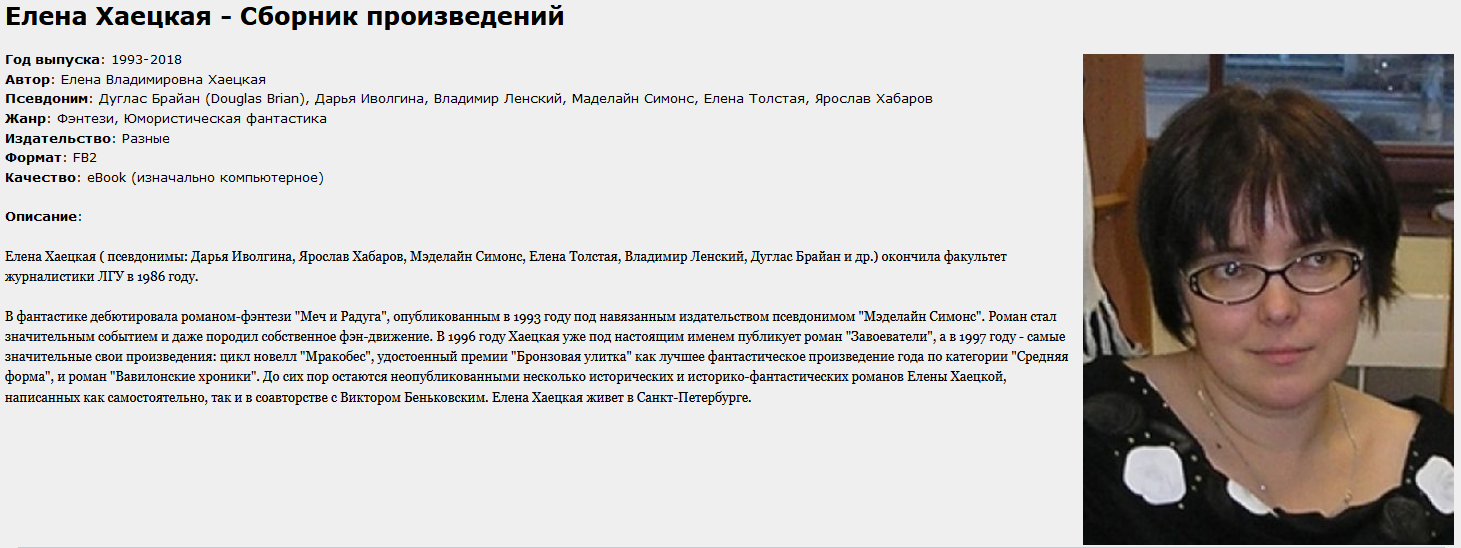 Елена Хаецкая - Сборник произведений
Год выпуска: 1993-2018
Автор: Елена Владимировна Хаецкая
Псевдоним: Дуглас Брайан (Douglas Brian), Дарья Иволгина, Владимир Ленский, Маделайн Симонс, Елена Толстая, Ярослав Хабаров
Жанр: Фэнтези, Юмористическая фантастика
Издательство: Разные
Формат: FB2
Качество: eBook (изначально компьютерное)
Описание:
Елена Хаецкая ( псевдонимы: Дарья Иволгина, Ярослав Хабаров, Мэделайн Симонс, Елена Толстая, Владимир Ленский, Дуглас Брайан и др.) окончила факультет
журналистики ЛГУ в 1986 году.
В фантастике дебютировала романом-фэнтези "Меч и Радуга", опубликованным в 1993 году под навязанным издательством псевдонимом "Мэделайн Симонс". Роман стал
значительным событием и даже породил собственное фэн-движение. В 1996 году Хаецкая уже под настоящим именем публикует роман "Завоеватели", а в 1997 году - самые
значительные свои произведения: цикл новелл "Мракобес", удостоенный премии "Бронзовая улитка" как лучшее фантастическое произведение года по категории "Средняя
форма", и роман "Вавилонские хроники". До сих пор остаются неопубликованными несколько исторических и историко-фантастических романов Елены Хаецкой,
написанных как самостоятельно, так и в соавторстве с Виктором Беньковским. Елена Хаецкая живет в Санкт-Петербурге.